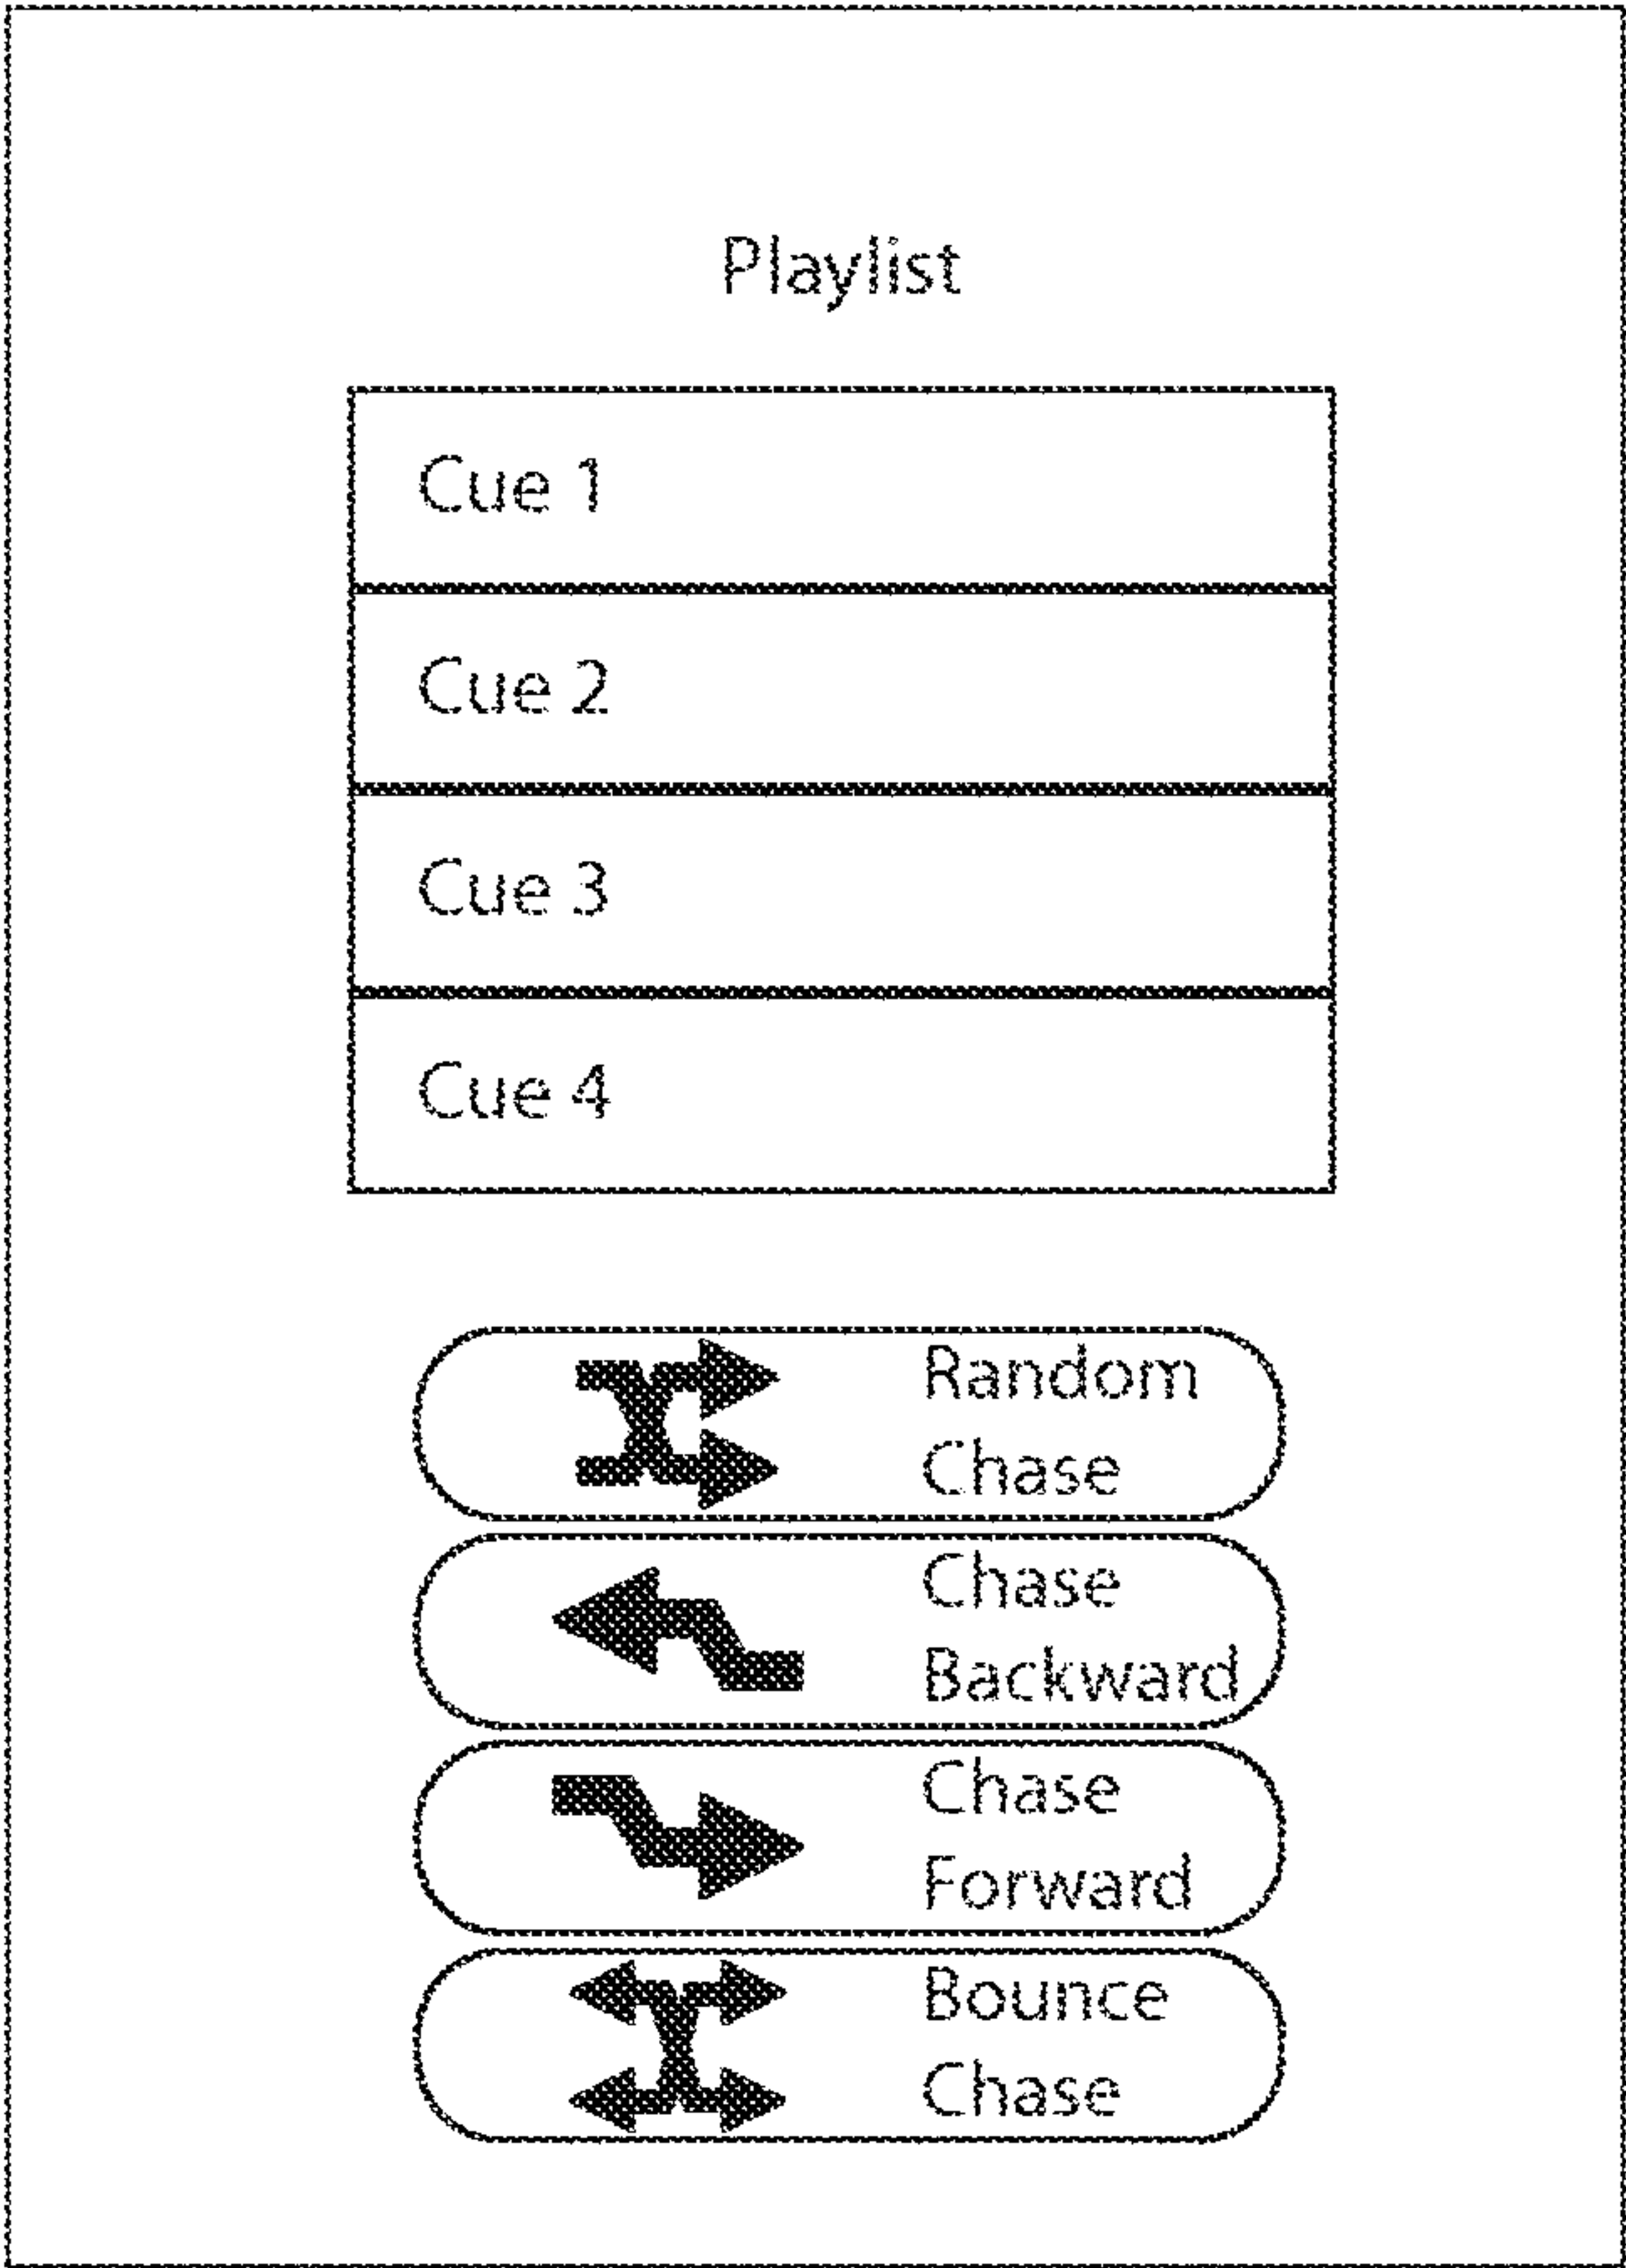 Playlist
Cue 1
Cue 2
Cue 3
Cue 4
Random
Chase
Chase
Backward
Chase
Forward
Bounce
Chase